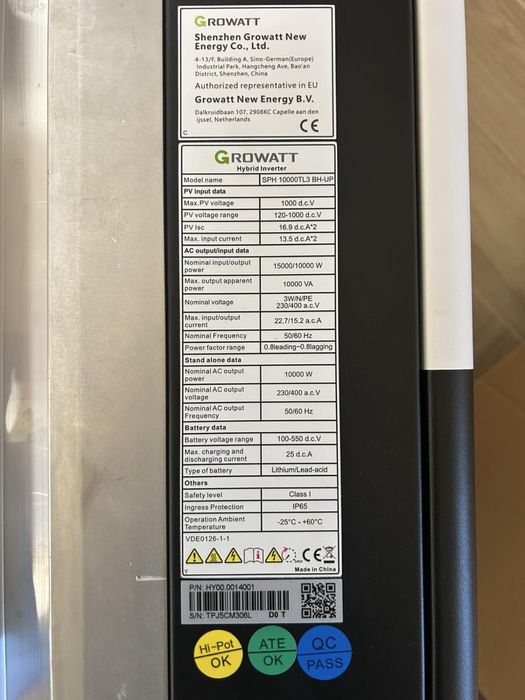 GROWATT
Shenzhen Growatt New
Energy Co., Ltd.
4-13/F, Building A, Sino-German(Europe)
Industrial Park, Hangcheng Ave, Bao'an
District, Shenzhen, China
Authorized representative in EU
Growatt New Energy B.V.
Dalkruidbaan 107, 2908KC Capelle aan den
ijssel, Netherlands
C CE
GROWATT
Hybrid Inverter
Model name SPH 10000TL3 BH-UP
PV input data
Max.PV voltage 1000 d.c.V
PV voltage range 120-1000 d.c.V
PV Isc 16.9 d.c.A*2
Max. input current 13.5 d.c.A*2
AC output/input data
Nominal input/output power 15000/10000 W
Max. output apparent power 10000 VA
Nominal voltage 3W/N/PE 230/400 a.c.V
Max. input/output current 22.7/15.2 a.c.A
Nominal Frequency 50/60 Hz
Power factor range 0.8leading~0.8lagging
Stand alone data
Nominal AC output power 10000 W
Nominal AC output voltage 230/400 a.c.V
Nominal AC output Frequency 50/60 Hz
Battery data
Battery voltage range 100-550 d.c.V
Max. charging and discharging current 25 d.c.A
Type of battery Lithium/Lead-acid
Others
Safety level Class I
Ingress Protection IP65
Operation Ambient Temperature -25°C - +60°C
VDE0126-1-1
CE
Y Made in China
P/N: HY00.0014001
S/N: TPJ5CM306L D0 T
Hi-Pot
OK
ATE
OK
QC
PASS